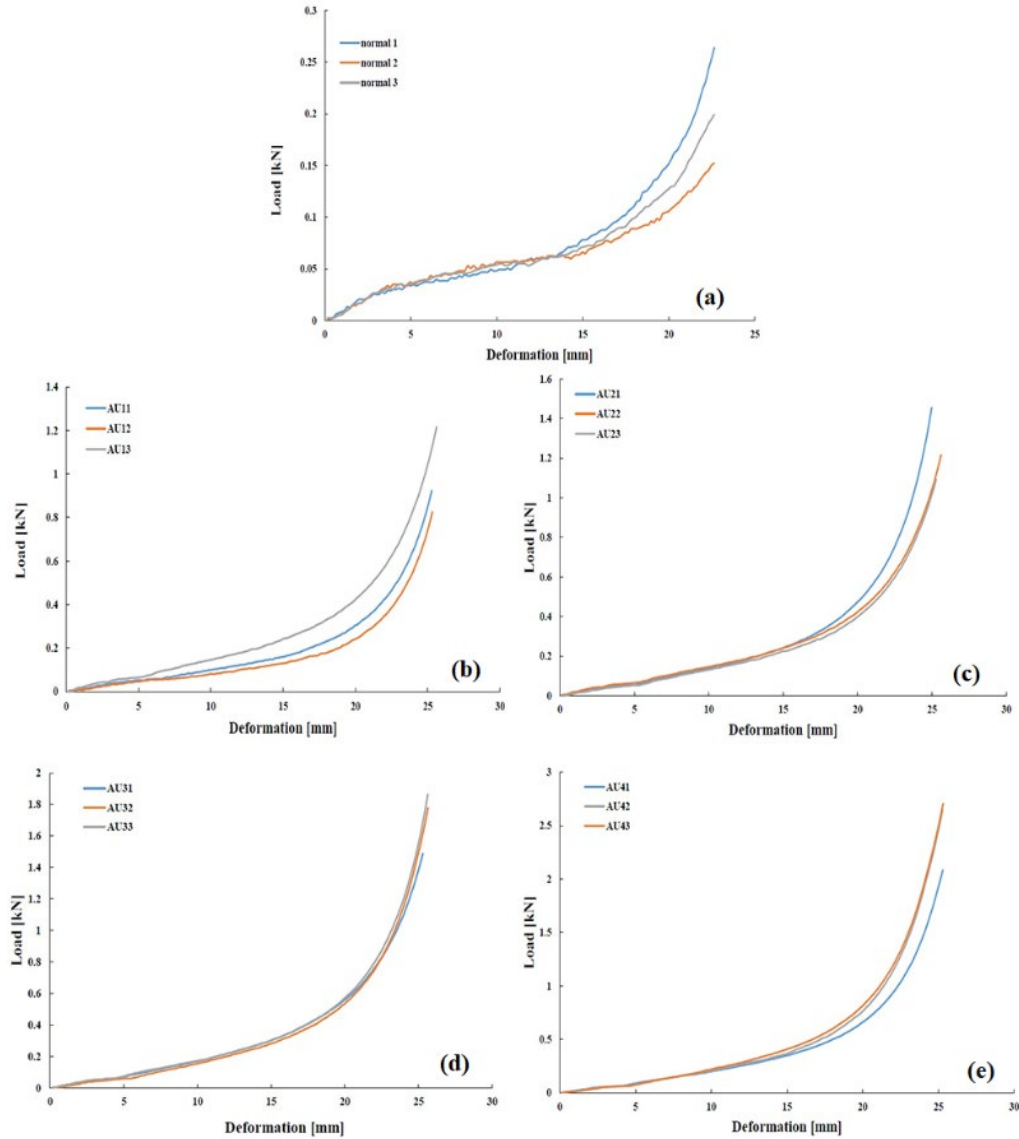 0.3
normal 1
normal 2
normal 3
0.25
0.2
0.15
0.1
0.05
0
Load [kN]
0 5 10 15 20 25
Deformation [mm]
(a)
1.4
AU11
AU12
AU13
1.2
1
0.8
0.6
0.4
0.2
0
Load [kN]
0 5 10 15 20 25 30
Deformation [mm]
(b)
1.6
AU21
AU22
AU23
1.4
1.2
1
0.8
0.6
0.4
0.2
0
Load [kN]
0 5 10 15 20 25 30
Deformation [mm]
(c)
2
AU31
AU32
AU33
1.8
1.6
1.4
1.2
1
0.8
0.6
0.4
0.2
0
Load [kN]
0 5 10 15 20 25 30
Deformation [mm]
(d)
3
AU41
AU42
AU43
2.5
2
1.5
1
0.5
0
Load [kN]
0 5 10 15 20 25 30
Deformation [mm]
(e)